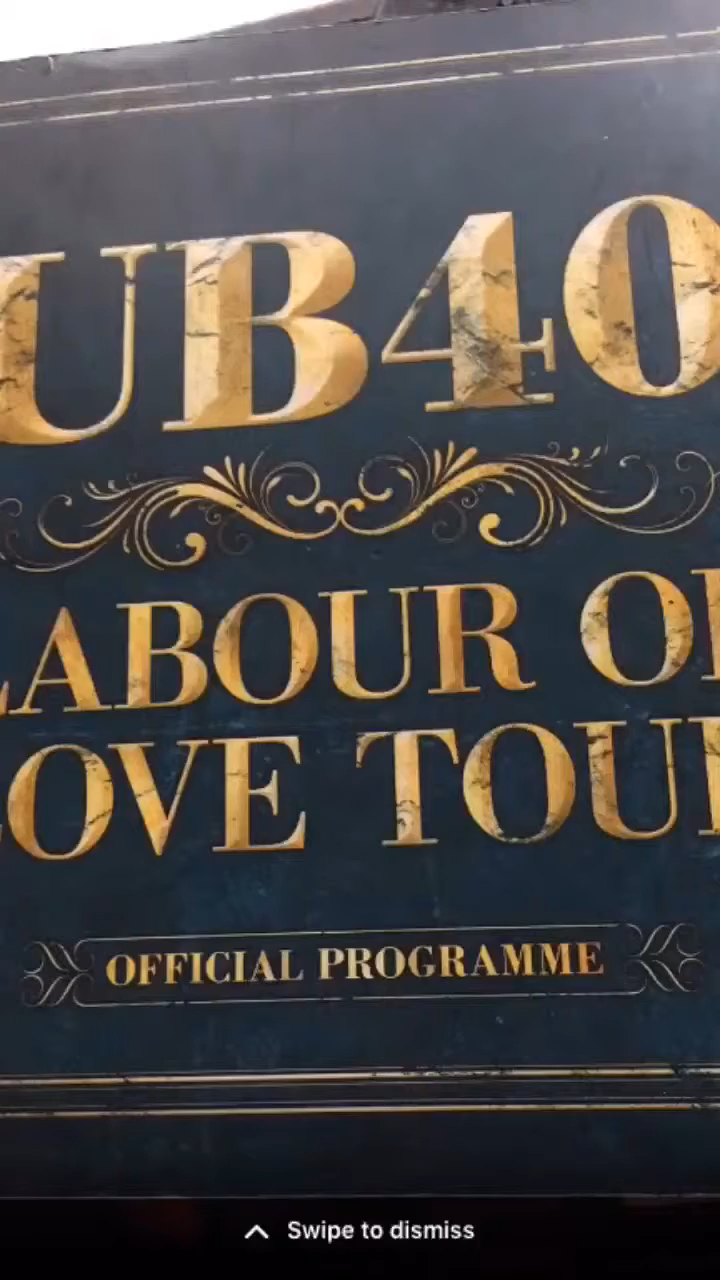 UB40
LABOUR OF
LOVE TOUR
OFFICIAL PROGRAMME
Swipe to dismiss